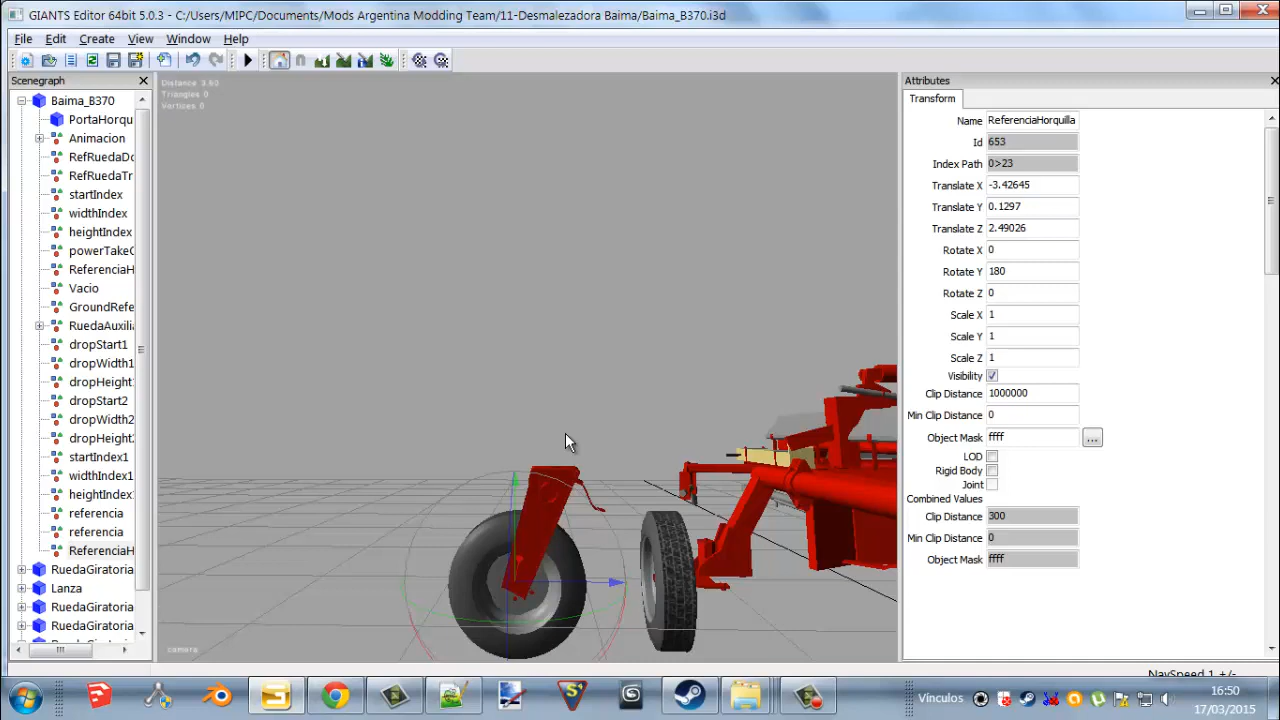 GIANTS Editor 64bit 5.0.3 - C:/Users/MIPC/Documents/Mods Argentina Modding Team/11-Desmalezadora Baima/Baima_B370.i3d
File Edit Create View Window Help
Scenegraph
Baima_B370
PortaHorqu
Animacion
RefRuedaDo
RefRuedaTr
startIndex
widthIndex
heightIndex
powerTakeO
ReferenciaH
Vacio
GroundRefe
RuedaAuxili
dropStart1
dropWidth1
dropHeight
dropStart2
dropWidth2
dropHeight
startIndex1
widthIndex1
heightIndex
referencia
referencia
ReferenciaH
RuedaGiratoria
Lanza
RuedaGiratoria
RuedaGiratoria
Distance 3.60
Triangles 0
Vertices 0
camera
Attributes
Transform
Name ReferenciaHorquilla
Id 653
Index Path 0>23
Translate X -3.42645
Translate Y 0.1297
Translate Z 2.49026
Rotate X 0
Rotate Y 180
Rotate Z 0
Scale X 1
Scale Y 1
Scale Z 1
Visibility
Clip Distance 1000000
Min Clip Distance 0
Object Mask ffff ...
LOD
Rigid Body
Joint
Combined Values
Clip Distance 300
Min Clip Distance 0
Object Mask ffff
NavSpeed 1 +/-
Vínculos
16:50
17/03/2015